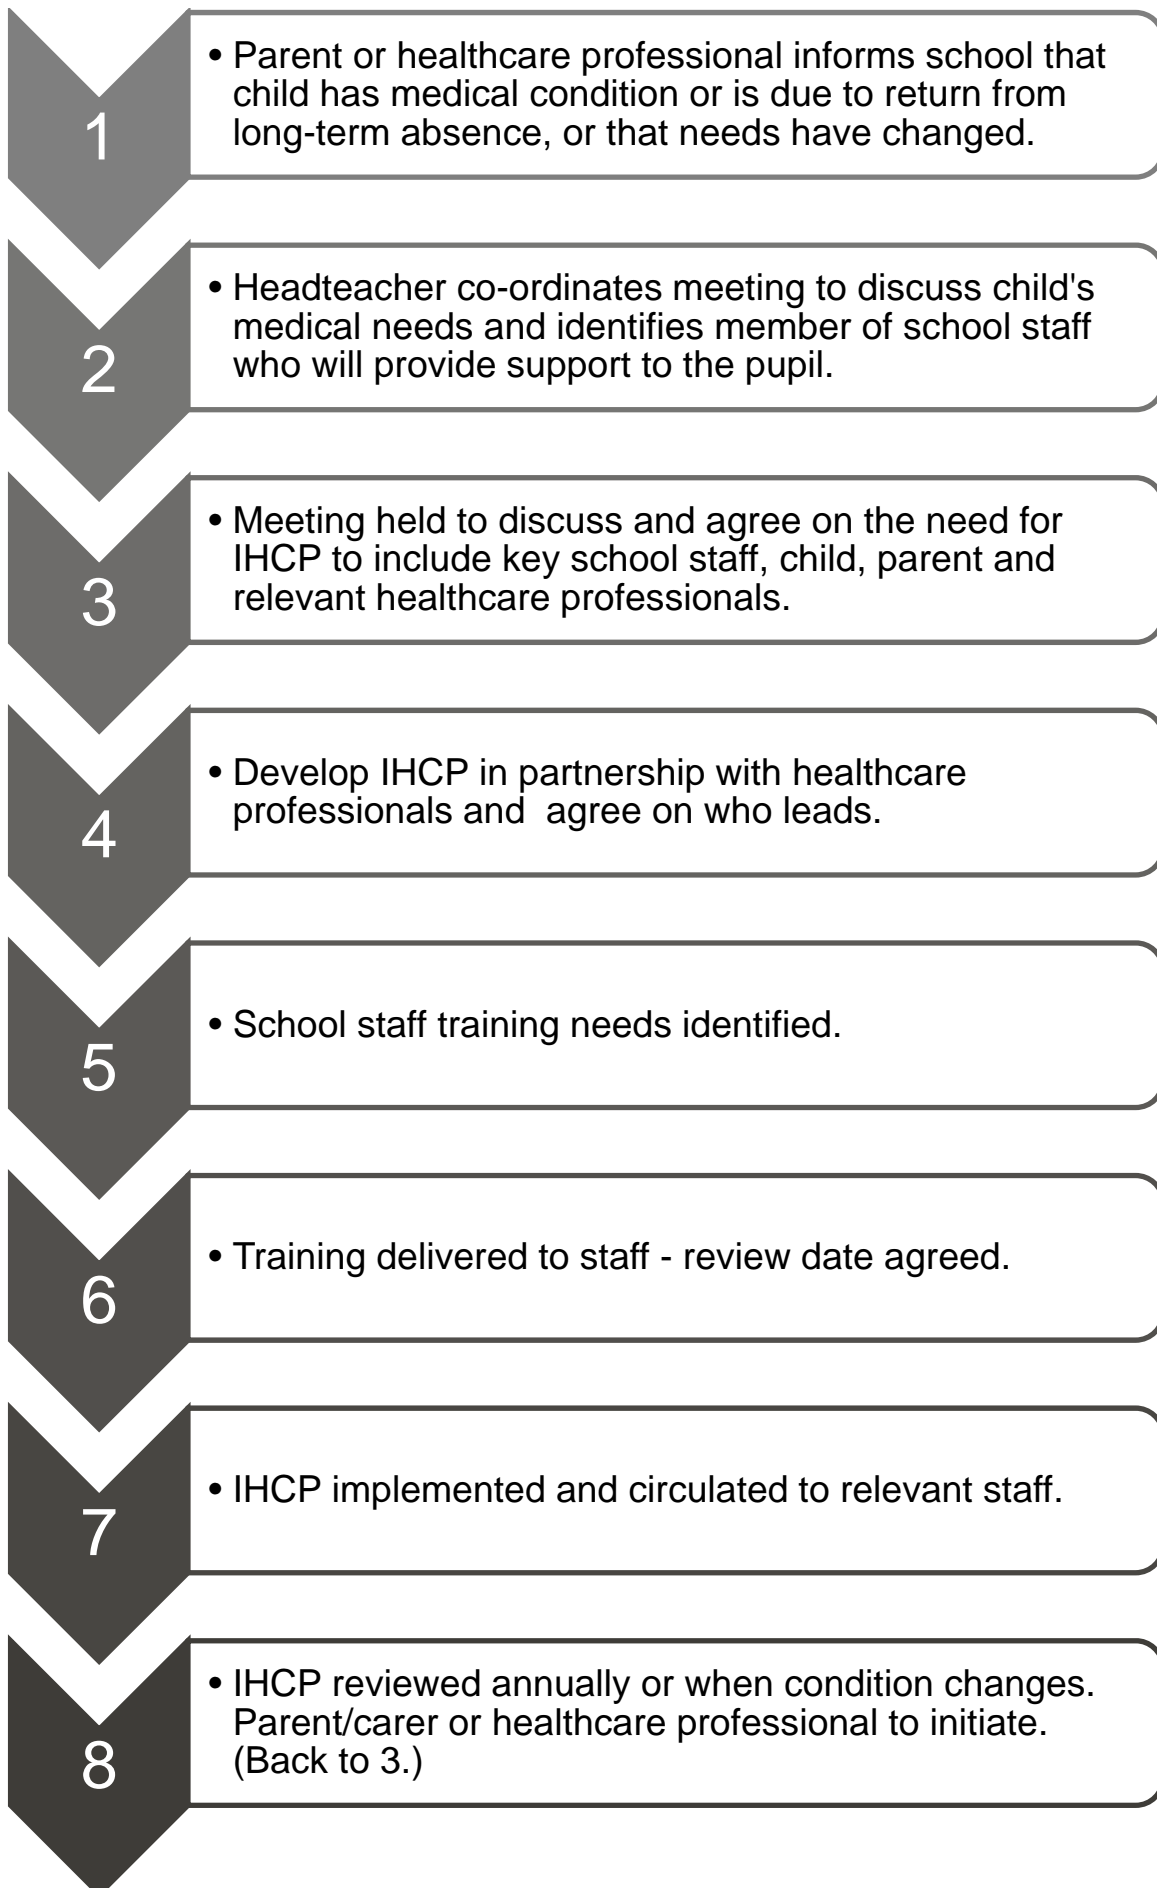 1
• Parent or healthcare professional informs school that
child has medical condition or is due to return from
long-term absence, or that needs have changed.
2
• Headteacher co-ordinates meeting to discuss child's
medical needs and identifies member of school staff
who will provide support to the pupil.
3
• Meeting held to discuss and agree on the need for
IHCP to include key school staff, child, parent and
relevant healthcare professionals.
4
• Develop IHCP in partnership with healthcare
professionals and  agree on who leads.
5
• School staff training needs identified.
6
• Training delivered to staff - review date agreed.
7
• IHCP implemented and circulated to relevant staff.
8
• IHCP reviewed annually or when condition changes.
Parent/carer or healthcare professional to initiate.
(Back to 3.)